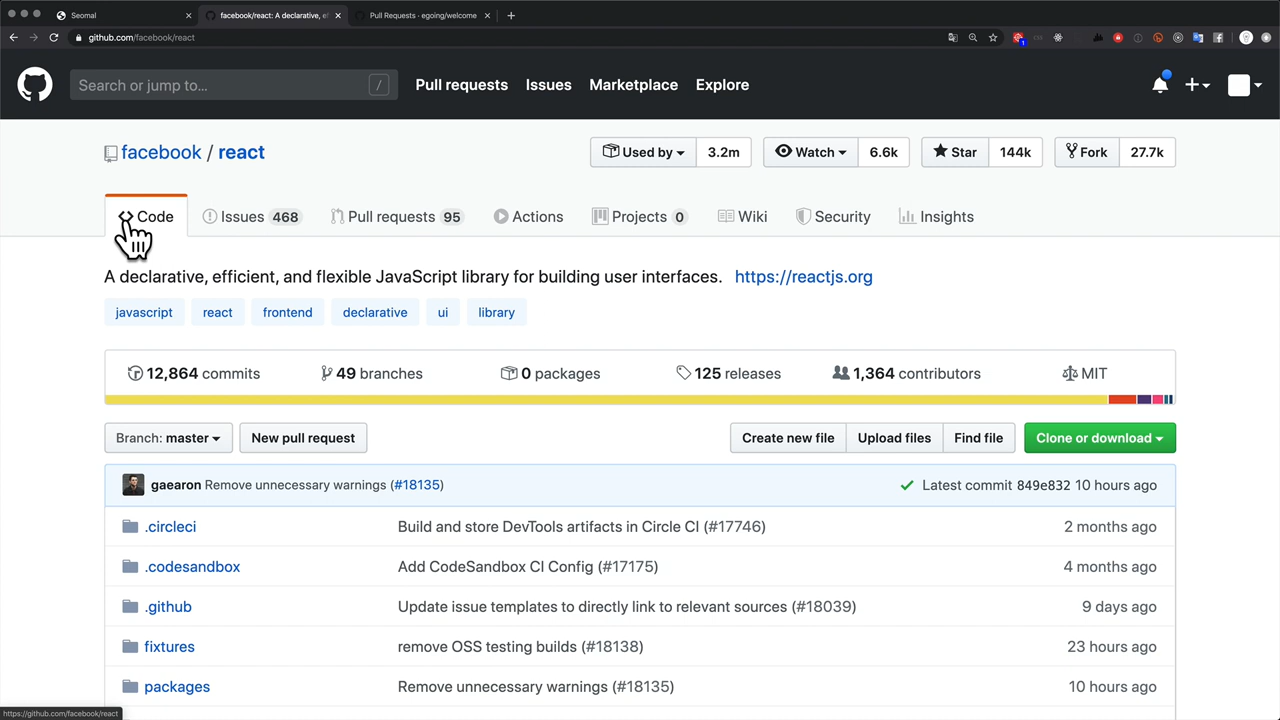 Seomal
facebook/react: A declarative, ef
Pull Requests · egoing/welcome
github.com/facebook/react
Search or jump to…
/
Pull requests Issues Marketplace Explore
facebook / react
Used by 3.2m Watch 6.6k Star 144k Fork 27.7k
Code Issues 468 Pull requests 95 Actions Projects 0 Wiki Security Insights
A declarative, efficient, and flexible JavaScript library for building user interfaces. https://reactjs.org
javascript react frontend declarative ui library
12,864 commits 49 branches 0 packages 125 releases 1,364 contributors MIT
Branch: master New pull request Create new file Upload files Find file Clone or download
gaearon Remove unnecessary warnings (#18135) Latest commit 849e832 10 hours ago
.circleci Build and store DevTools artifacts in Circle CI (#17746) 2 months ago
.codesandbox Add CodeSandbox CI Config (#17175) 4 months ago
.github Update issue templates to directly link to relevant sources (#18039) 9 days ago
fixtures remove OSS testing builds (#18138) 23 hours ago
packages Remove unnecessary warnings (#18135) 10 hours ago
https://github.com/facebook/react